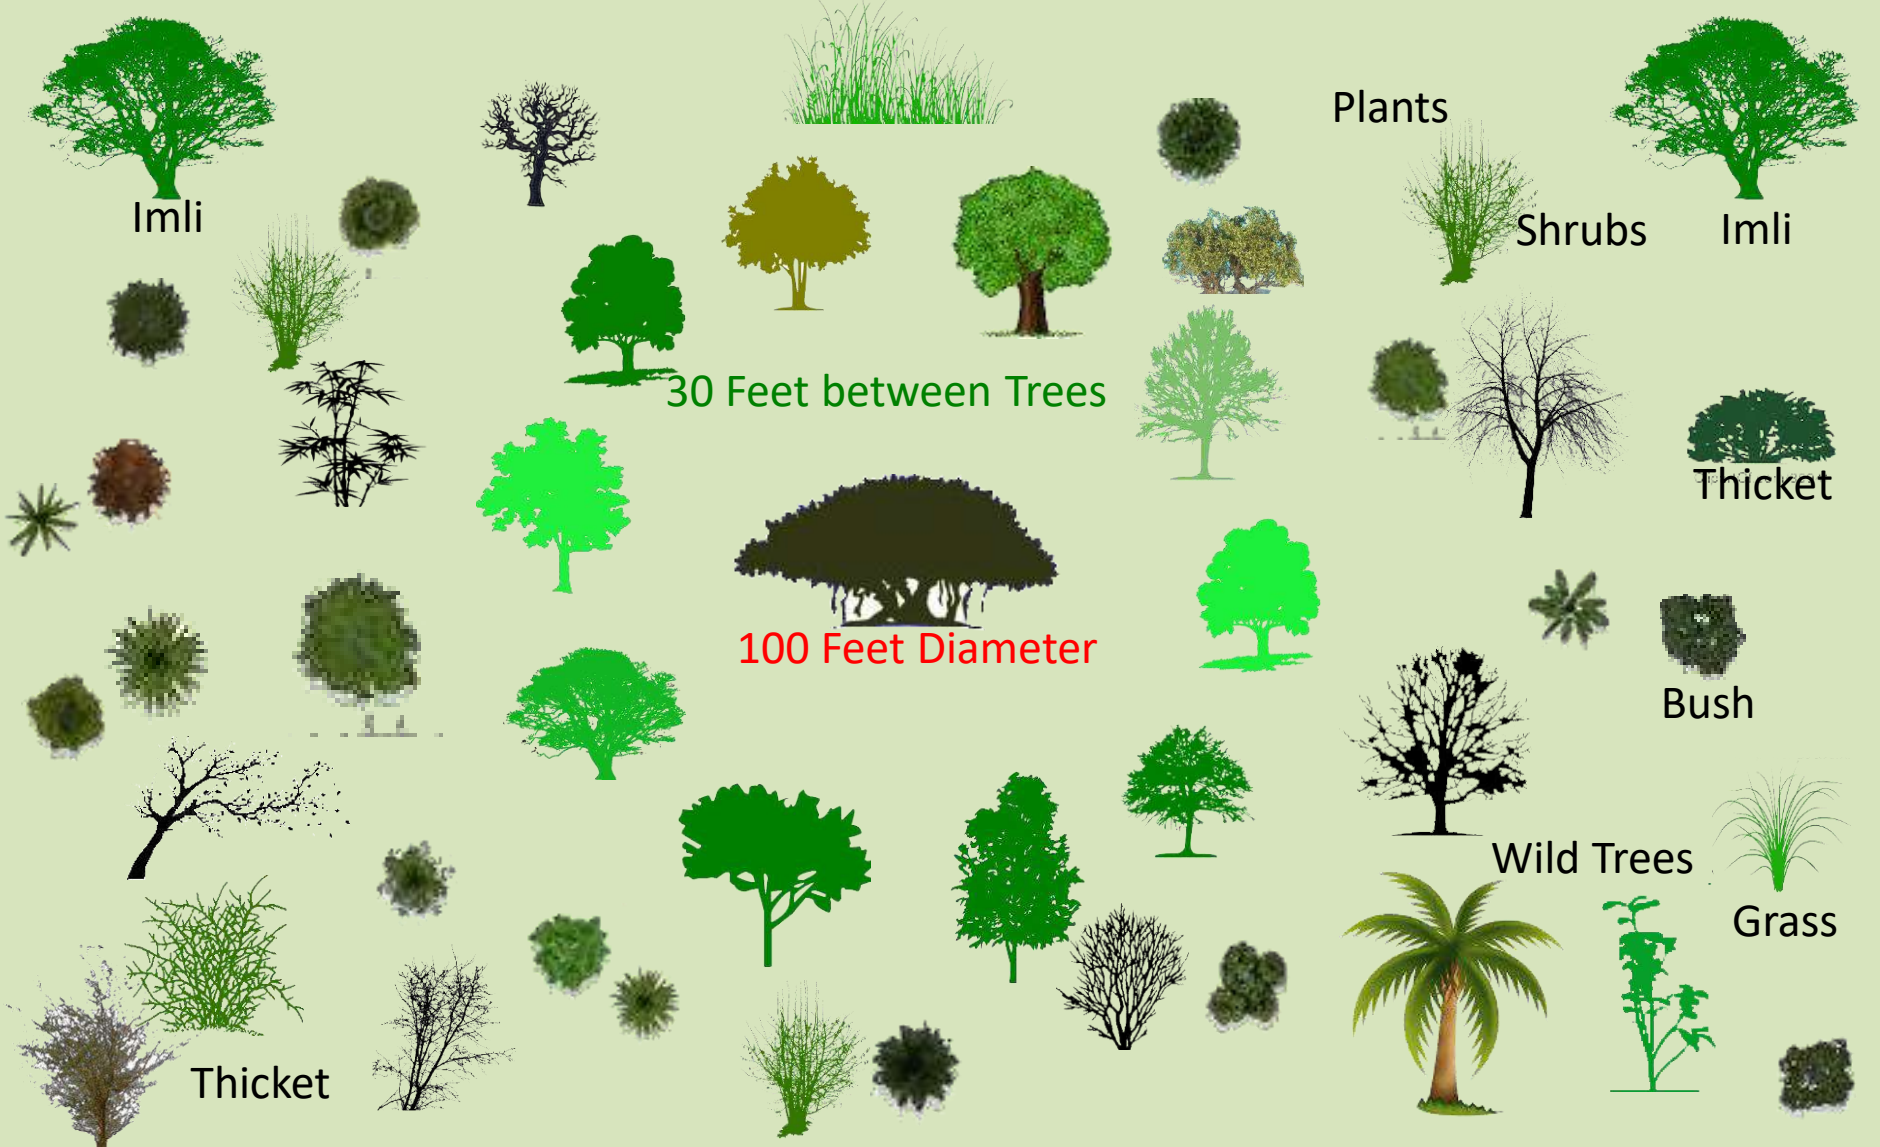 Plants
Imli
Shrubs
Imli
30 Feet between Trees
Thicket
100 Feet Diameter
Bush
Wild Trees
Grass
Thicket